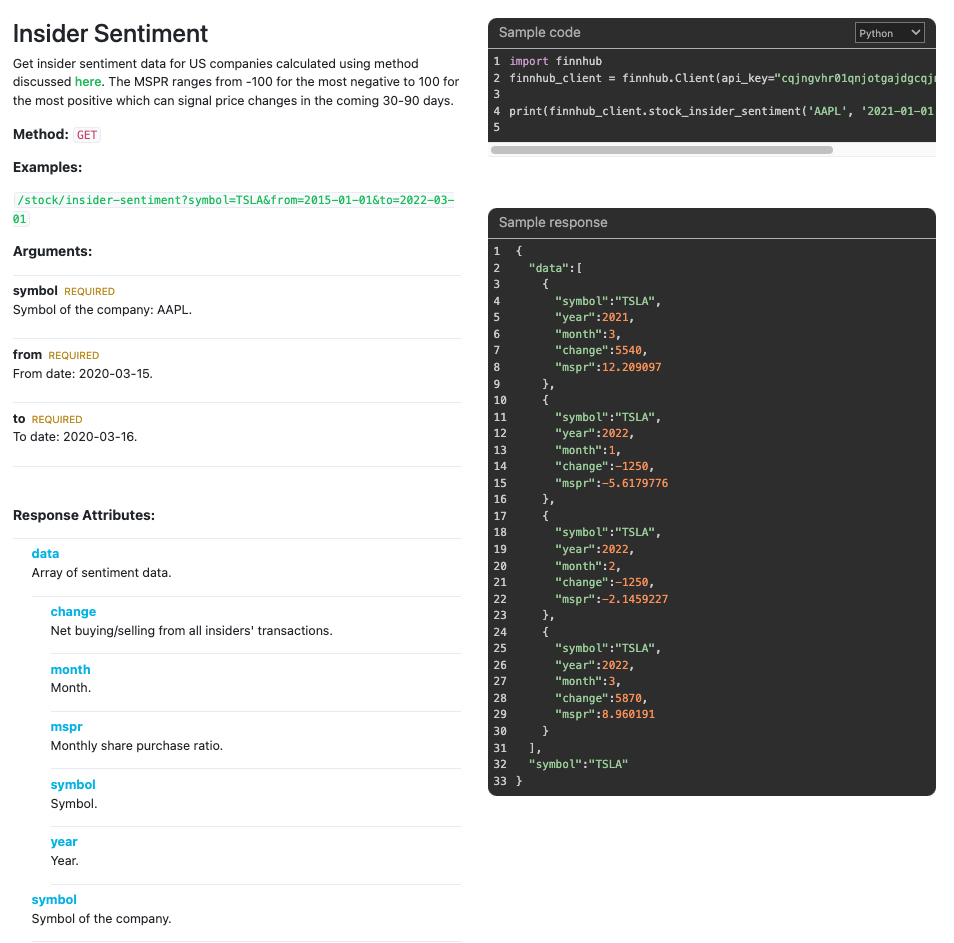 Insider Sentiment
Get insider sentiment data for US companies calculated using method
discussed here. The MSPR ranges from -100 for the most negative to 100 for
the most positive which can signal price changes in the coming 30-90 days.
Method: GET
Examples:
/stock/insider-sentiment?symbol=TSLA&from=2015-01-01&to=2022-03-
01
Arguments:
symbol REQUIRED
Symbol of the company: AAPL.
from REQUIRED
From date: 2020-03-15.
to REQUIRED
To date: 2020-03-16.
Response Attributes:
data
Array of sentiment data.
change
Net buying/selling from all insiders' transactions.
month
Month.
mspr
Monthly share purchase ratio.
symbol
Symbol.
year
Year.
symbol
Symbol of the company.
Sample code
Python
1 import finnhub
2 finnhub_client = finnhub.Client(api_key="cqjngvhr01qnjotgajdgcqj
3
4 print(finnhub_client.stock_insider_sentiment('AAPL', '2021-01-01
5
Sample response
1 {
2 "data":[
3 {
4 "symbol":"TSLA",
5 "year":2021,
6 "month":3,
7 "change":5540,
8 "mspr":12.209097
9 },
10 {
11 "symbol":"TSLA",
12 "year":2022,
13 "month":1,
14 "change":-1250,
15 "mspr":-5.6179776
16 },
17 {
18 "symbol":"TSLA",
19 "year":2022,
20 "month":2,
21 "change":-1250,
22 "mspr":-2.1459227
23 },
24 {
25 "symbol":"TSLA",
26 "year":2022,
27 "month":3,
28 "change":5870,
29 "mspr":8.960191
30 }
31 ],
32 "symbol":"TSLA"
33 }